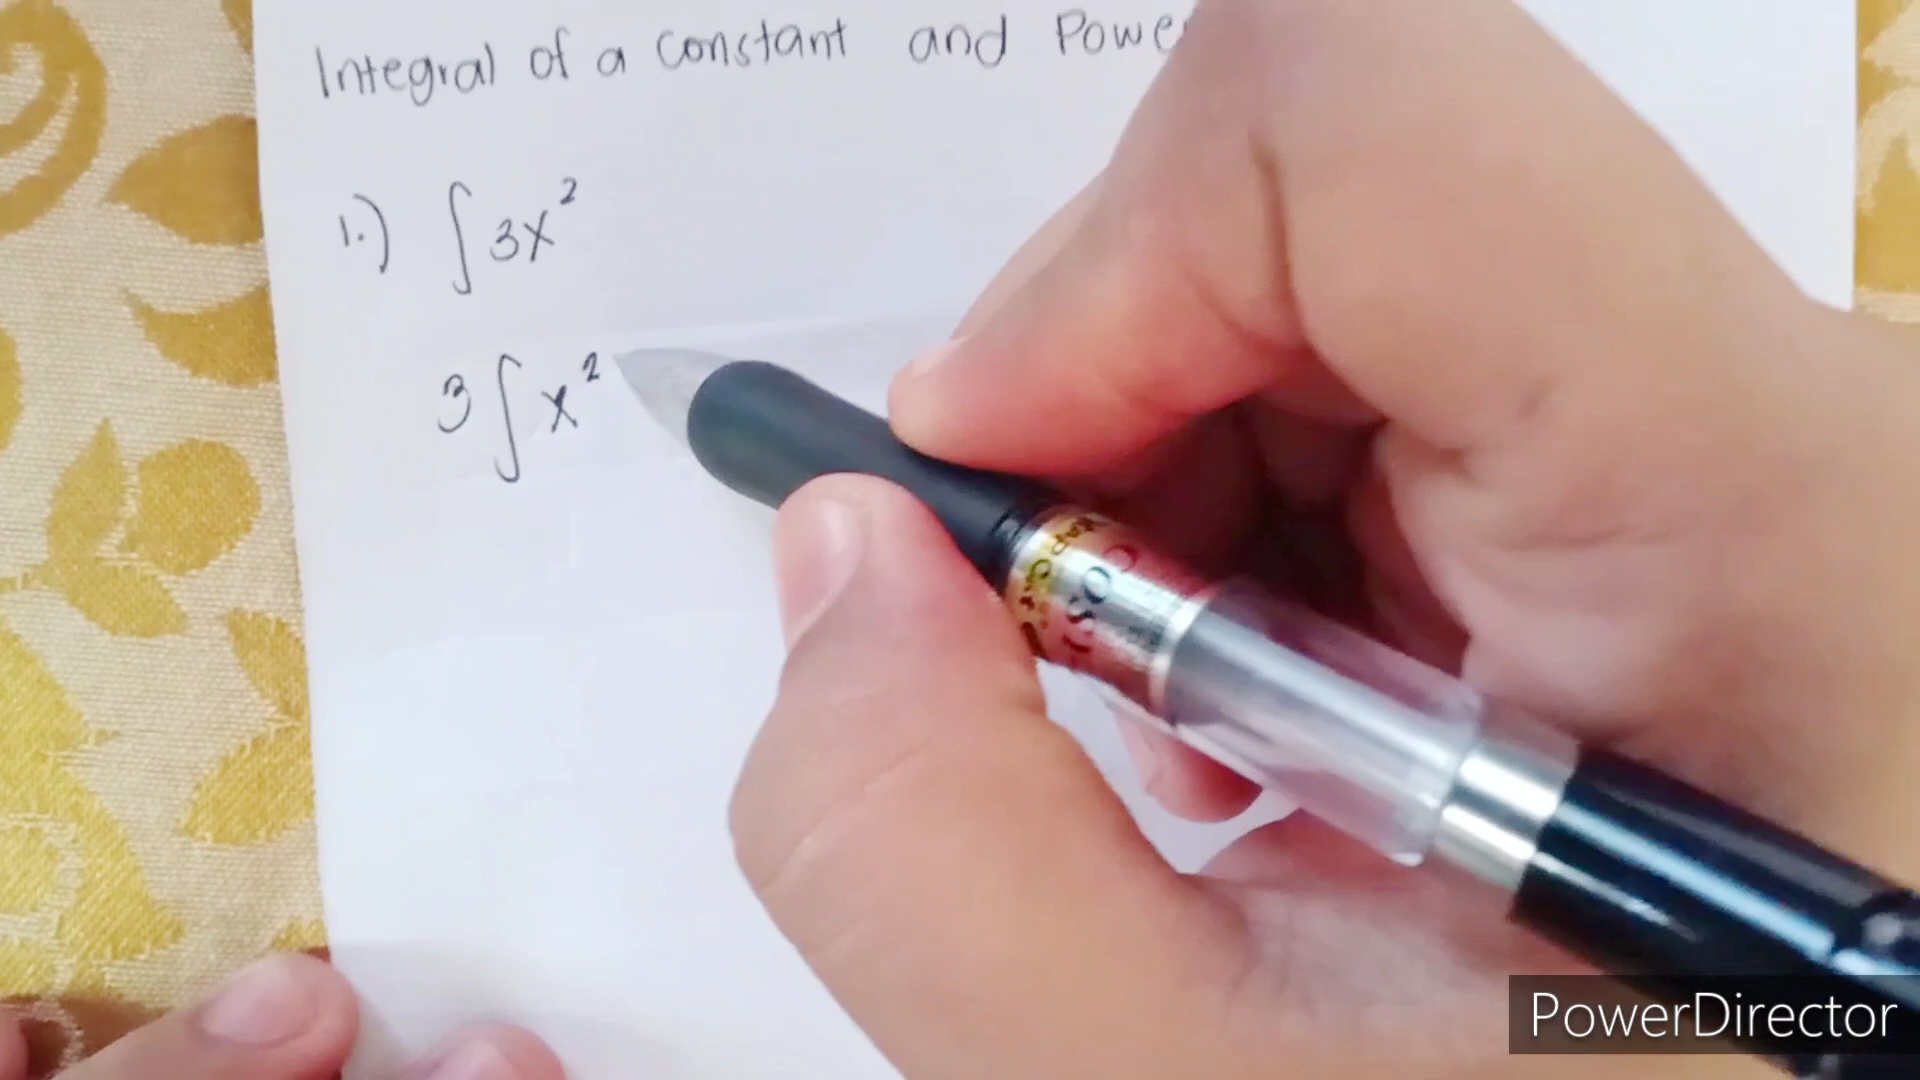 Integral of a constant and Powe
1.) ∫ 3x²
3 ∫ x²
PowerDirector